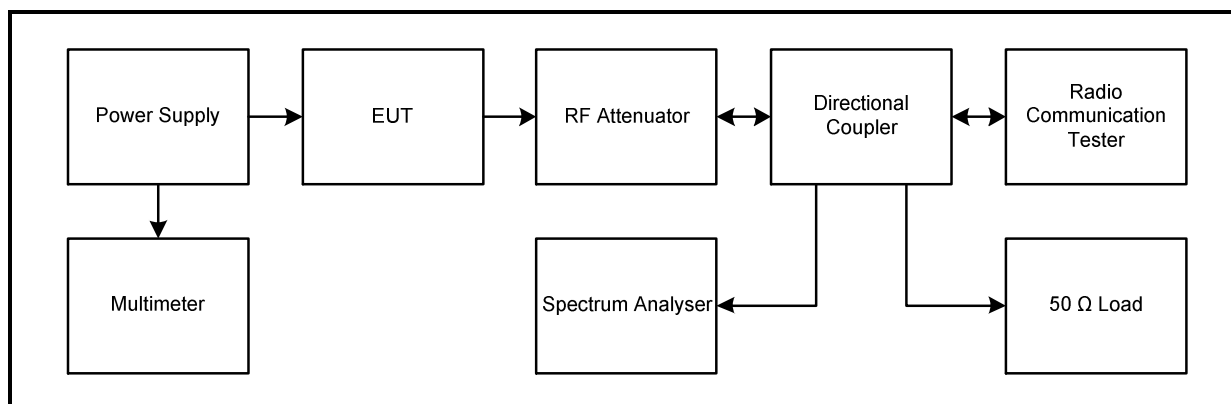 Power Supply
EUT
RF Attenuator
Directional
Coupler
Radio
Communication
Tester
Multimeter
Spectrum Analyser
50 Ω Load